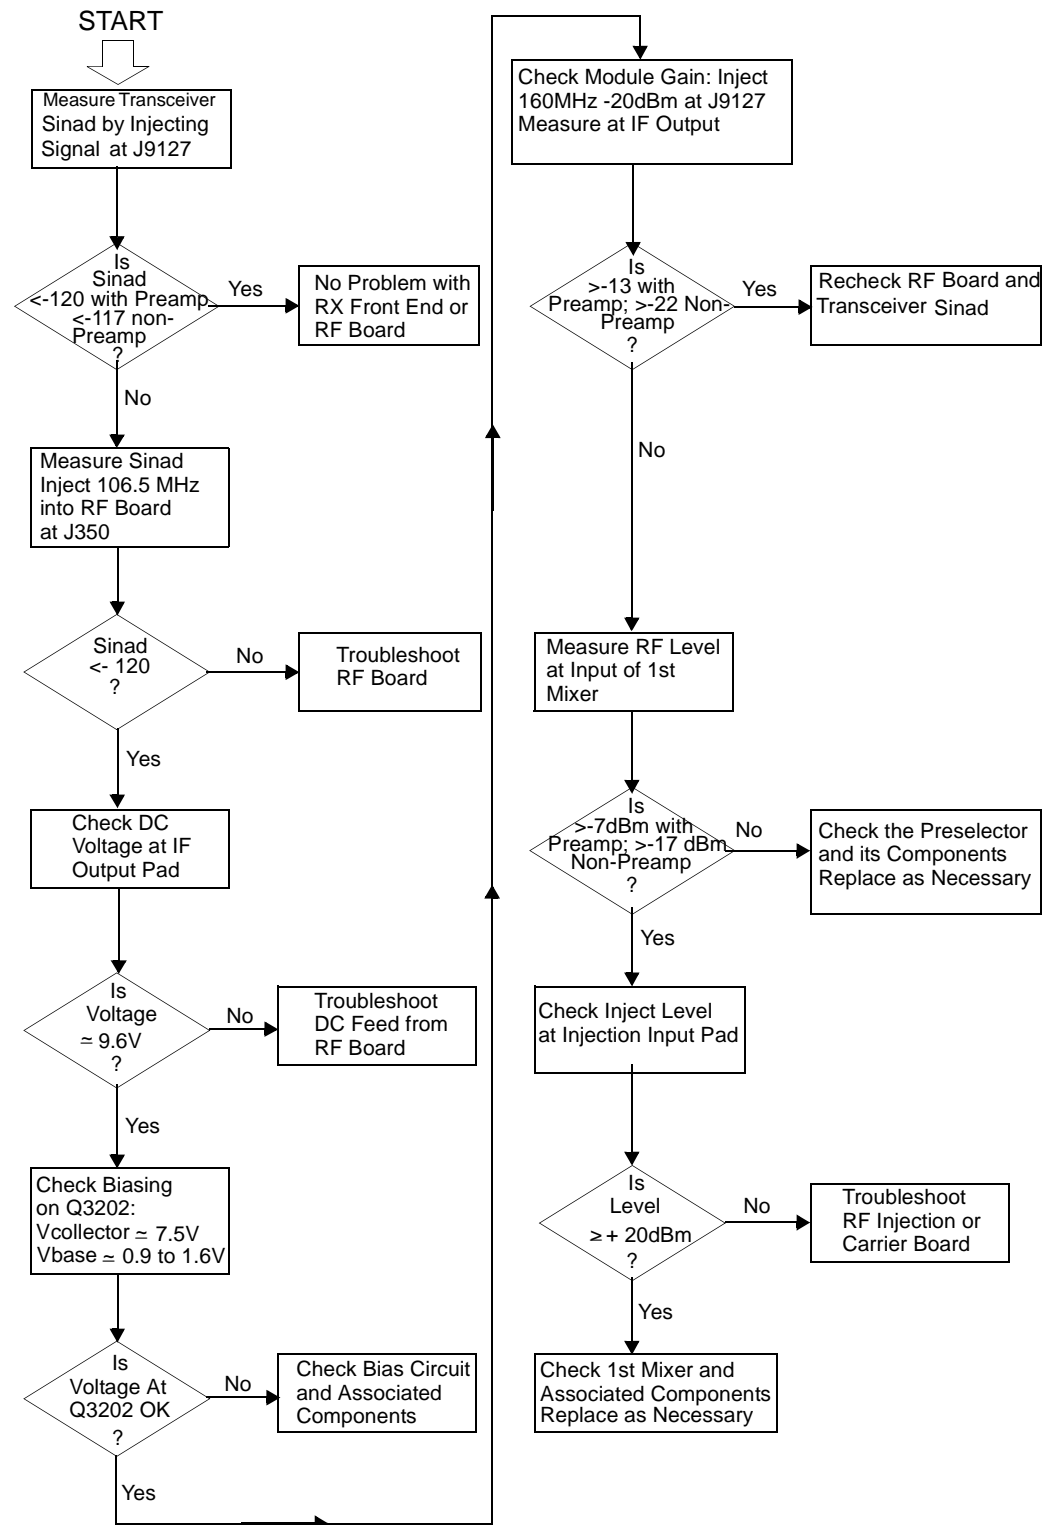 START
Measure Transceiver
Sinad by Injecting
Signal at J9127
Is
Sinad
<-120 with Preamp
<-117 non-
Preamp
?
Yes
No Problem with
RX Front End or
RF Board
No
Measure Sinad
Inject 106.5 MHz
into RF Board
at J350
Sinad
<- 120
?
No
Troubleshoot
RF Board
Yes
Check DC
Voltage at IF
Output Pad
Is
Voltage
≃ 9.6V
?
No
Troubleshoot
DC Feed from
RF Board
Yes
Check Biasing
on Q3202:
Vcollector ≃ 7.5V
Vbase ≃ 0.9 to 1.6V
Is
Voltage At
Q3202 OK
?
No
Check Bias Circuit
and Associated
Components
Yes
Check Module Gain: Inject
160MHz -20dBm at J9127
Measure at IF Output
Is
>-13 with
Preamp; >-22 Non-
Preamp
?
Yes
Recheck RF Board and
Transceiver Sinad
No
Measure RF Level
at Input of 1st
Mixer
Is
>-7dBm with
Preamp; >-17 dBm
Non-Preamp
?
No
Check the Preselector
and its Components
Replace as Necessary
Yes
Check Inject Level
at Injection Input Pad
Is
Level
≥ + 20dBm
?
No
Troubleshoot
RF Injection or
Carrier Board
Yes
Check 1st Mixer and
Associated Components
Replace as Necessary